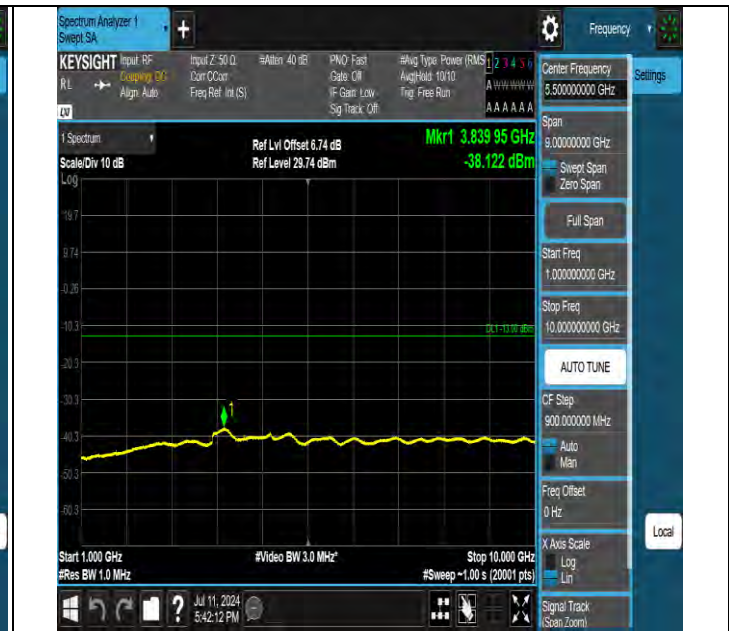 Spectrum Analyzer 1
Swept SA
+
Frequency
KEYSIGHT
Input: RF
Coupling: DC
Align: Auto
Input Z: 50 Ω
Corr CCorr
Freq Ref: Int (S)
#Atten: 40 dB
PNO: Fast
Gate: Off
IF Gain: Low
Sig Track: Off
#Avg Type: Power (RMS
Avg|Hold: 10/10
Trig: Free Run
1 2 3 4 5 6
A W W W W W
A A A A A A
RL
1 Spectrum
Scale/Div 10 dB
Log
Ref Lvl Offset 6.74 dB
Ref Level 29.74 dBm
Mkr1 3.839 95 GHz
-38.122 dBm
19.7
9.74
-0.26
-10.3
-20.3
-30.3
-40.3
-50.3
-60.3
DL1 -13.00 dBm
1
Start 1.000 GHz
#Res BW 1.0 MHz
#Video BW 3.0 MHz*
Stop 10.000 GHz
#Sweep ~1.00 s (20001 pts)
Jul 11, 2024
5:42:12 PM
?
Center Frequency
5.500000000 GHz
Settings
Span
9.00000000 GHz
Swept Span
Zero Span
Full Span
Start Freq
1.000000000 GHz
Stop Freq
10.000000000 GHz
AUTO TUNE
CF Step
900.000000 MHz
Auto
Man
Freq Offset
0 Hz
X Axis Scale
Log
Lin
Local
Signal Track
(Span Zoom)